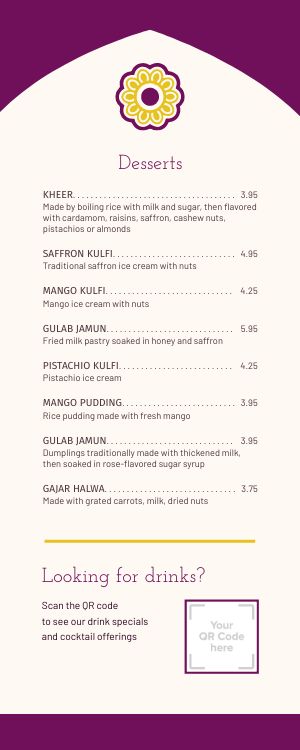 Desserts
KHEER. . . . . . . . . . . . . . . . . . . . . . . . . . . . . . . . . . . 3.95
Made by boiling rice with milk and sugar, then flavored
with cardamom, raisins, saffron, cashew nuts,
pistachios or almonds
SAFFRON KULFI. . . . . . . . . . . . . . . . . . . . . . . . . . 4.95
Traditional saffron ice cream with nuts
MANGO KULFI. . . . . . . . . . . . . . . . . . . . . . . . . . . 4.25
Mango ice cream with nuts
GULAB JAMUN. . . . . . . . . . . . . . . . . . . . . . . . . . . 5.95
Fried milk pastry soaked in honey and saffron
PISTACHIO KULFI. . . . . . . . . . . . . . . . . . . . . . . . 4.25
Pistachio ice cream
MANGO PUDDING. . . . . . . . . . . . . . . . . . . . . . . . 3.95
Rice pudding made with fresh mango
GULAB JAMUN. . . . . . . . . . . . . . . . . . . . . . . . . . . 3.95
Dumplings traditionally made with thickened milk,
then soaked in rose-flavored sugar syrup
GAJAR HALWA. . . . . . . . . . . . . . . . . . . . . . . . . . . 3.75
Made with grated carrots, milk, dried nuts
Looking for drinks?
Scan the QR code
to see our drink specials
and cocktail offerings
Your
QR Code
here